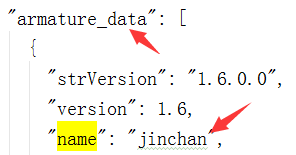 "armature_data": [
{
"strVersion": "1.6.0.0",
"version": 1.6,
"name": "jinchan",